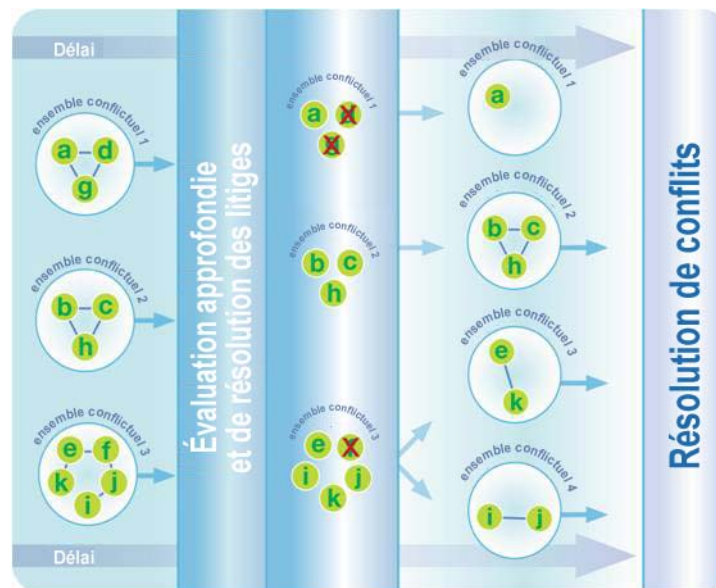 Délai
ensemble conflictuel 1
a d
g
ensemble conflictuel 2
b c
h
ensemble conflictuel 3
e f
k j
i
Délai
Évaluation approfondie
et de résolution des litiges
ensemble conflictuel 1
a
ensemble conflictuel 2
b c
h
ensemble conflictuel 3
e
i j
k
ensemble conflictuel 1
a
ensemble conflictuel 2
b c
h
ensemble conflictuel 3
e
k
ensemble conflictuel 4
i j
Résolution de conflits